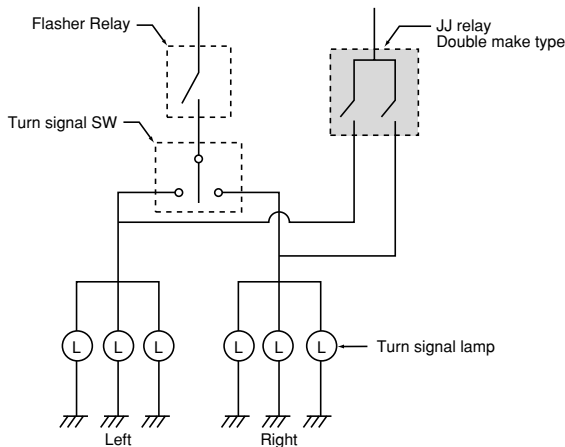 Flasher Relay
JJ relay
Double make type
Turn signal SW
L
L
L
L
L
L
Turn signal lamp
Left
Right